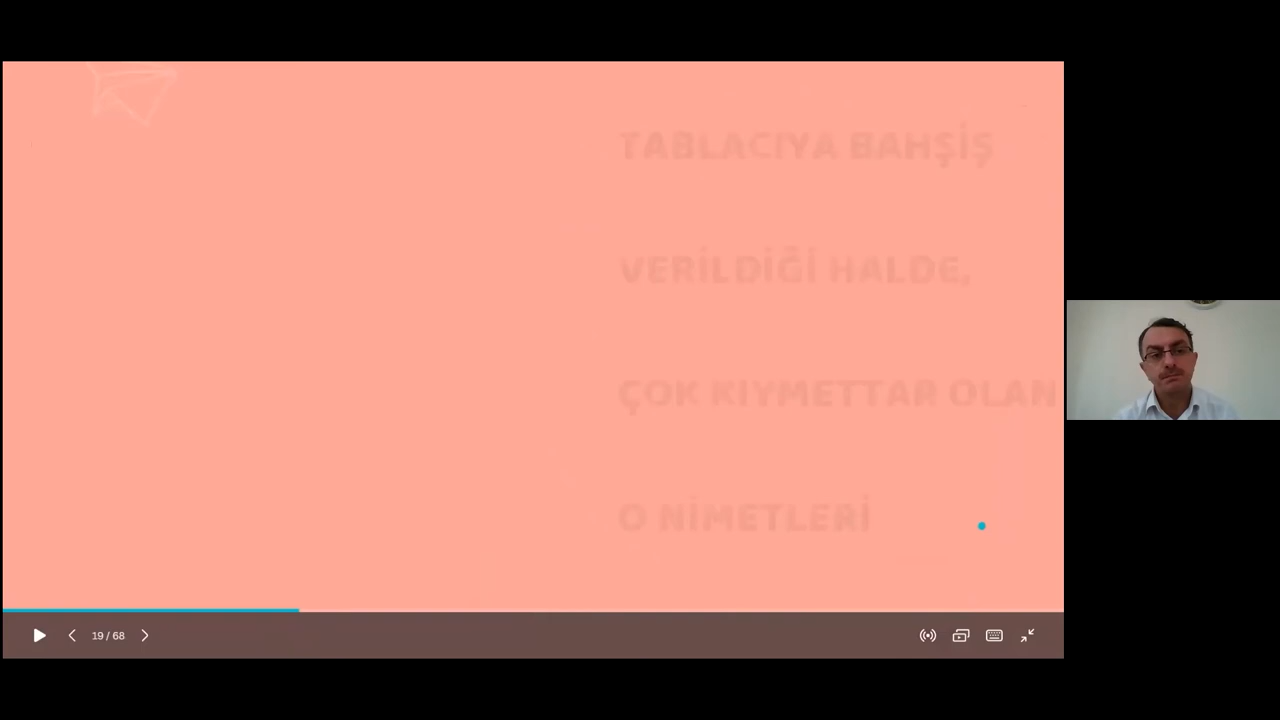 TABLACIYA BAHŞİŞ
VERİLDİĞİ HALDE,
ÇOK KIYMETTAR OLAN
O NİMETLERİ
19 / 68